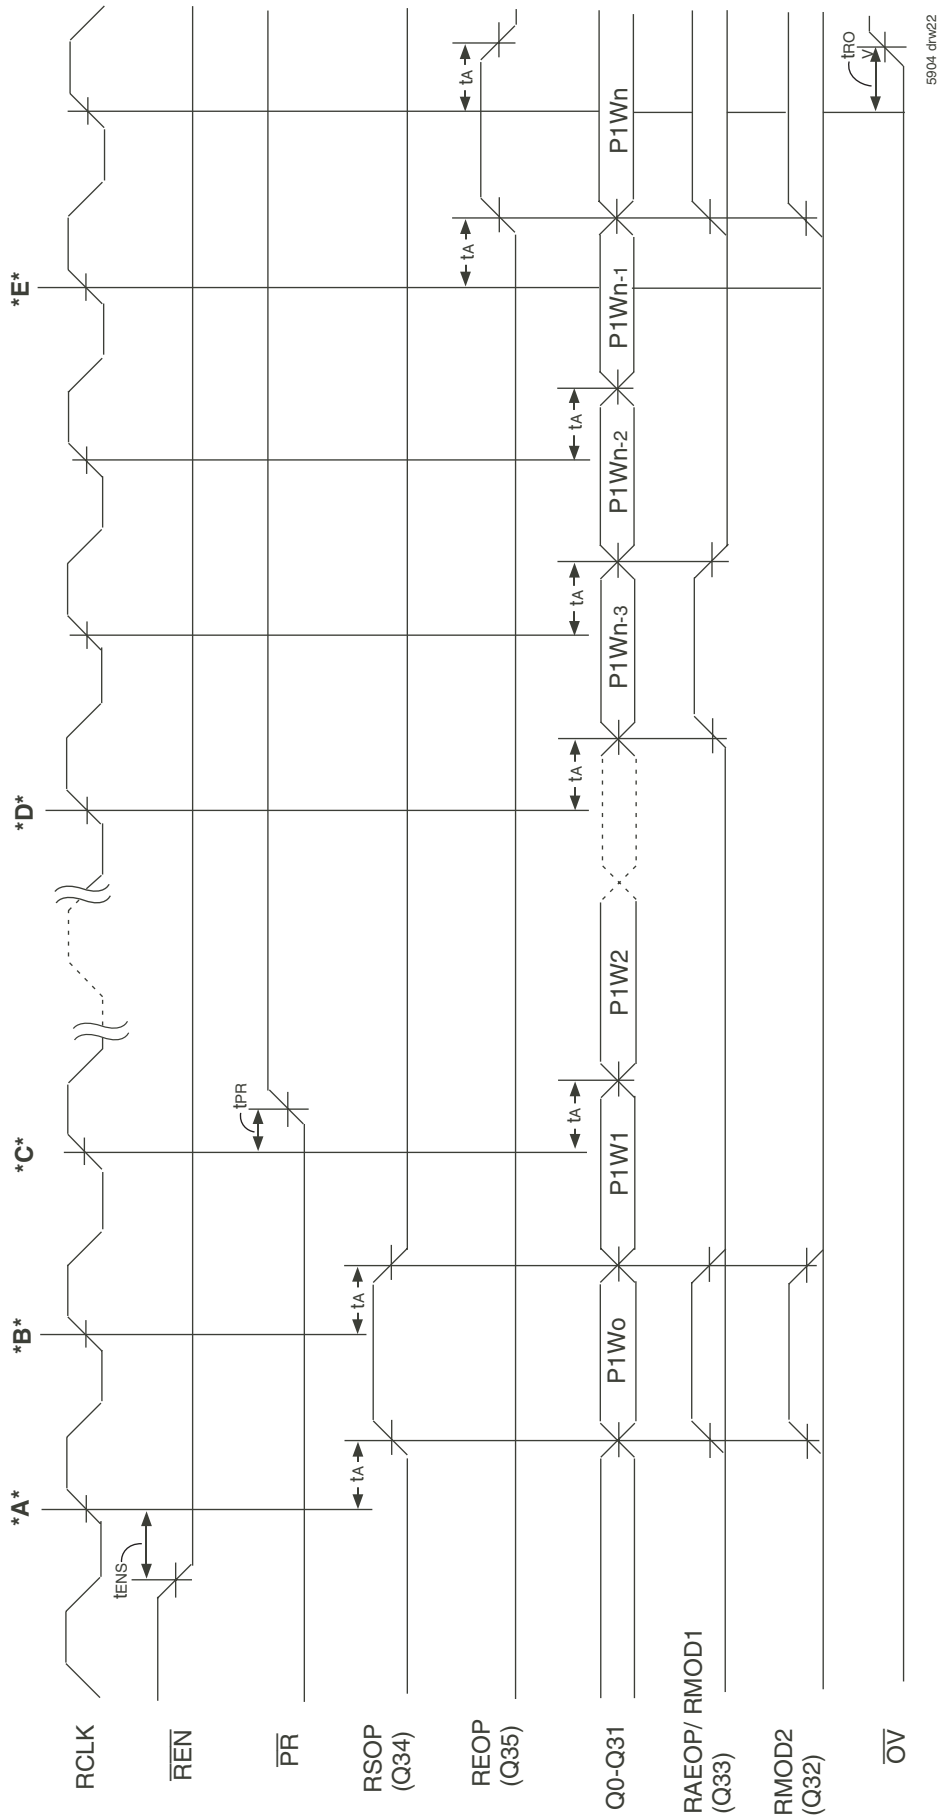 *A*
*B*
*C*
*D*
*E*
RCLK
tENS
REN
tPR
PR
tA
tA
RSOP
(Q34)
tA
tA
REOP
(Q35)
tA
tA
tA
tA
Q0-Q31
P1Wo
P1W1
P1W2
P1Wn-3
P1Wn-2
P1Wn-1
P1Wn
RAEOP/ RMOD1
(Q33)
RMOD2
(Q32)
tRO
V
OV
5904 drw22